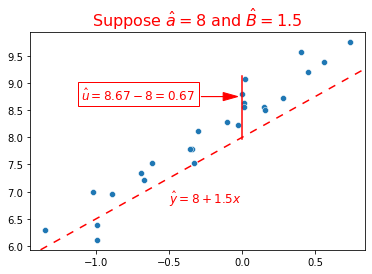 Suppose â = 8 and B̂ = 1.5
9.5
9.0
û = 8.67 − 8 = 0.67
8.5
8.0
7.5
7.0
ŷ = 8 + 1.5x
6.5
6.0
−1.0 −0.5 0.0 0.5